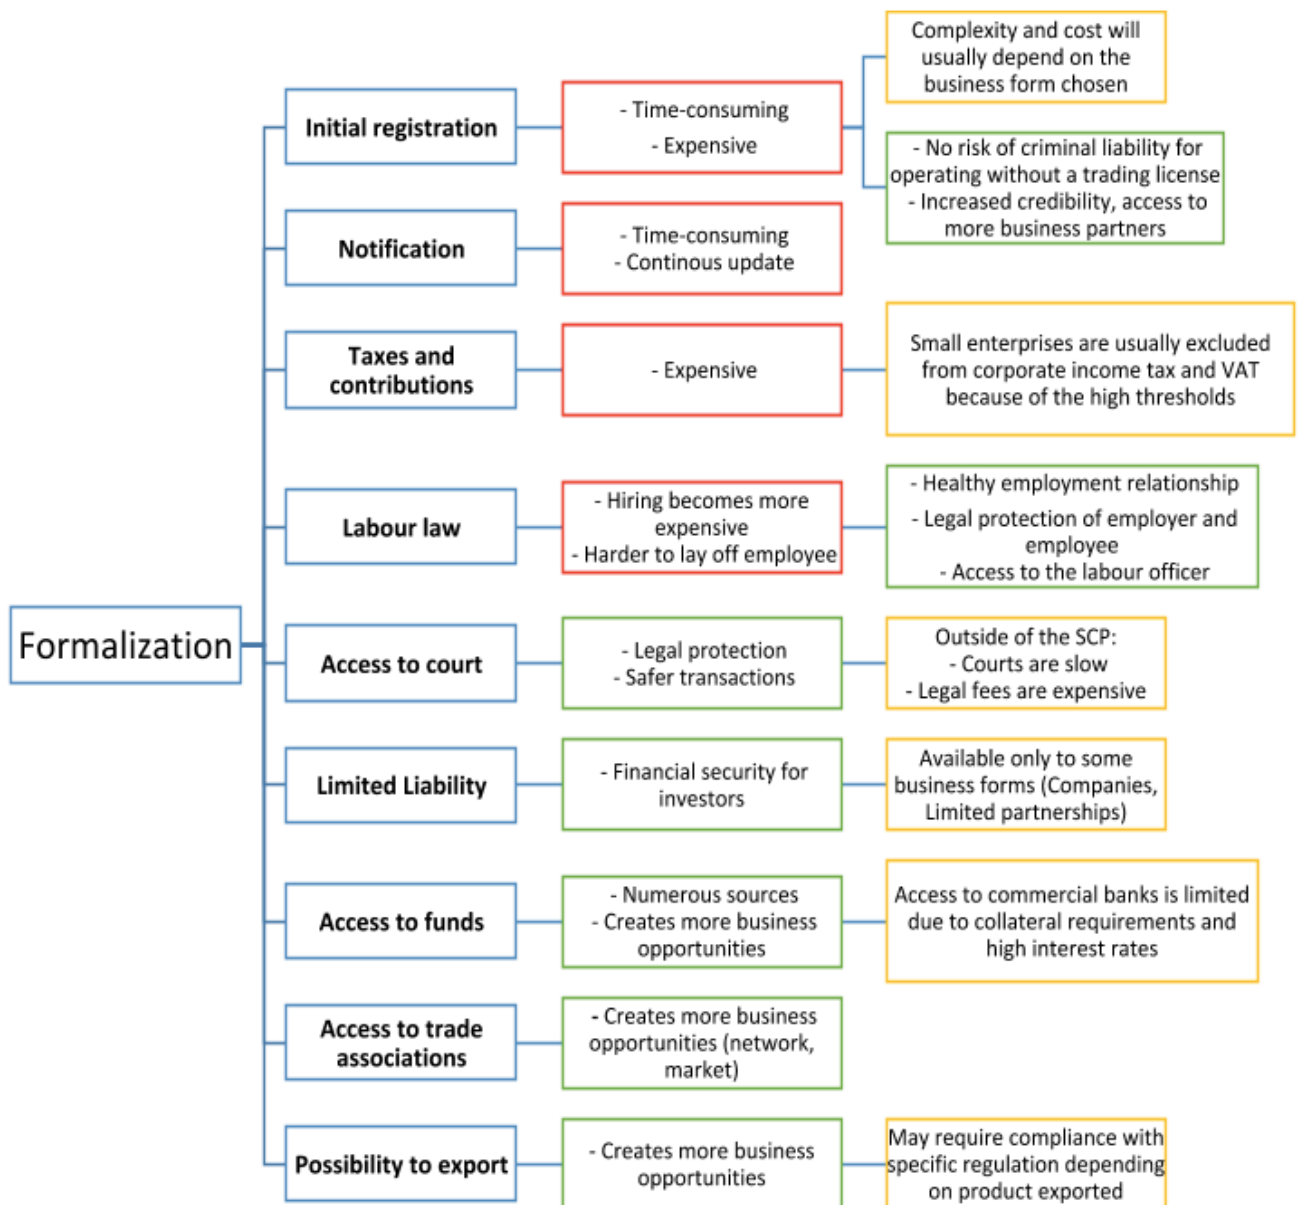 Complexity and cost will
usually depend on the
business form chosen
Initial registration
- Time-consuming
- Expensive
- No risk of criminal liability for
operating without a trading license
- Increased credibility, access to
more business partners
Notification
- Time-consuming
- Continous update
Taxes and
contributions
- Expensive
Small enterprises are usually excluded
from corporate income tax and VAT
because of the high thresholds
Labour law
- Hiring becomes more
expensive
- Harder to lay off employee
- Healthy employment relationship
- Legal protection of employer and
employee
- Access to the labour officer
Formalization
Access to court
- Legal protection
- Safer transactions
Outside of the SCP:
- Courts are slow
- Legal fees are expensive
Limited Liability
- Financial security for
investors
Available only to some
business forms (Companies,
Limited partnerships)
Access to funds
- Numerous sources
- Creates more business
opportunities
Access to commercial banks is limited
due to collateral requirements and
high interest rates
Access to trade
associations
- Creates more business
opportunities (network,
market)
Possibility to export
- Creates more business
opportunities
May require compliance with
specific regulation depending
on product exported